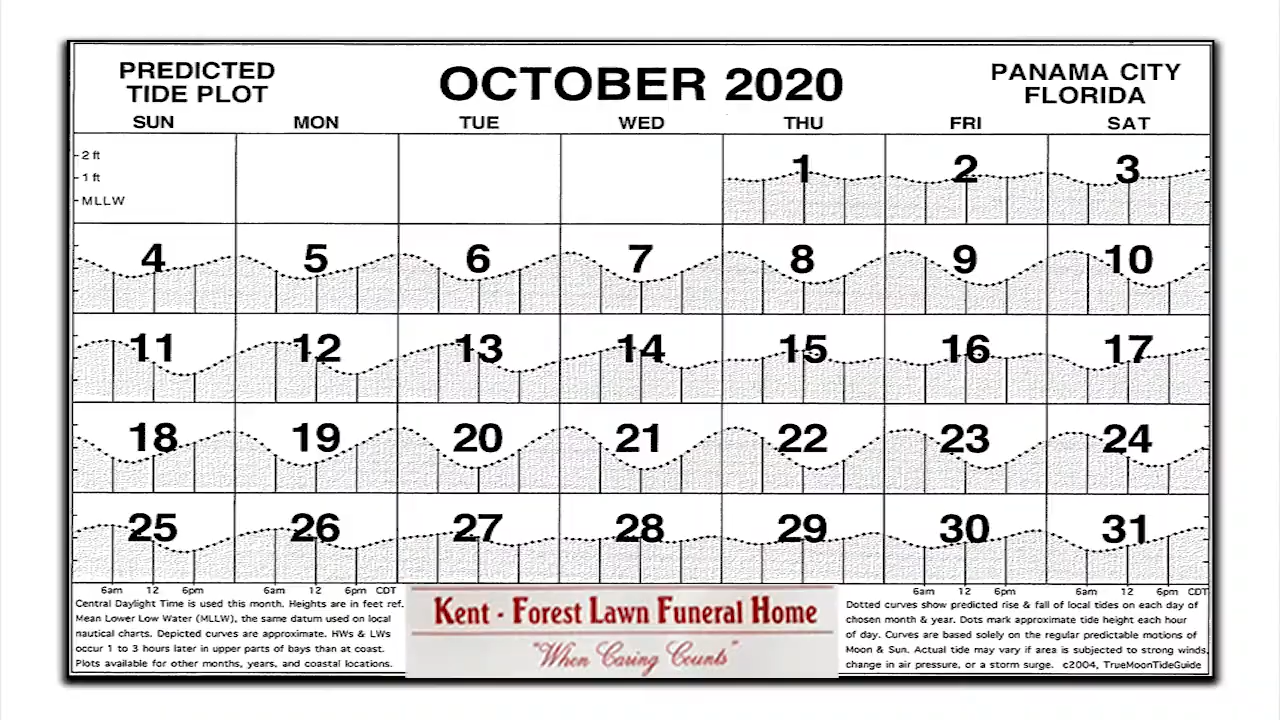 PREDICTED
TIDE PLOT
OCTOBER 2020
PANAMA CITY
FLORIDA
SUN MON TUE WED THU FRI SAT
2 ft
1 ft
MLLW
1 2 3
4 5 6 7 8 9 10
11 12 13 14 15 16 17
18 19 20 21 22 23 24
25 26 27 28 29 30 31
6am 12 6pm 6am 12 6pm CDT 6am 12 6pm 6am 12 6pm CDT
Central Daylight Time is used this month. Heights are in feet ref.
Mean Lower Low Water (MLLW), the same datum used on local
nautical charts. Depicted curves are approximate. HWs & LWs
occur 1 to 3 hours later in upper parts of bays than at coast.
Plots available for other months, years, and coastal locations.
Kent - Forest Lawn Funeral Home
"When Caring Counts"
Dotted curves show predicted rise & fall of local tides on each day of
chosen month & year. Dots mark approximate tide height each hour
of day. Curves are based solely on the regular predictable motions of
Moon & Sun. Actual tide may vary if area is subjected to strong winds,
change in air pressure, or a storm surge. c2004, TrueMoonTideGuide